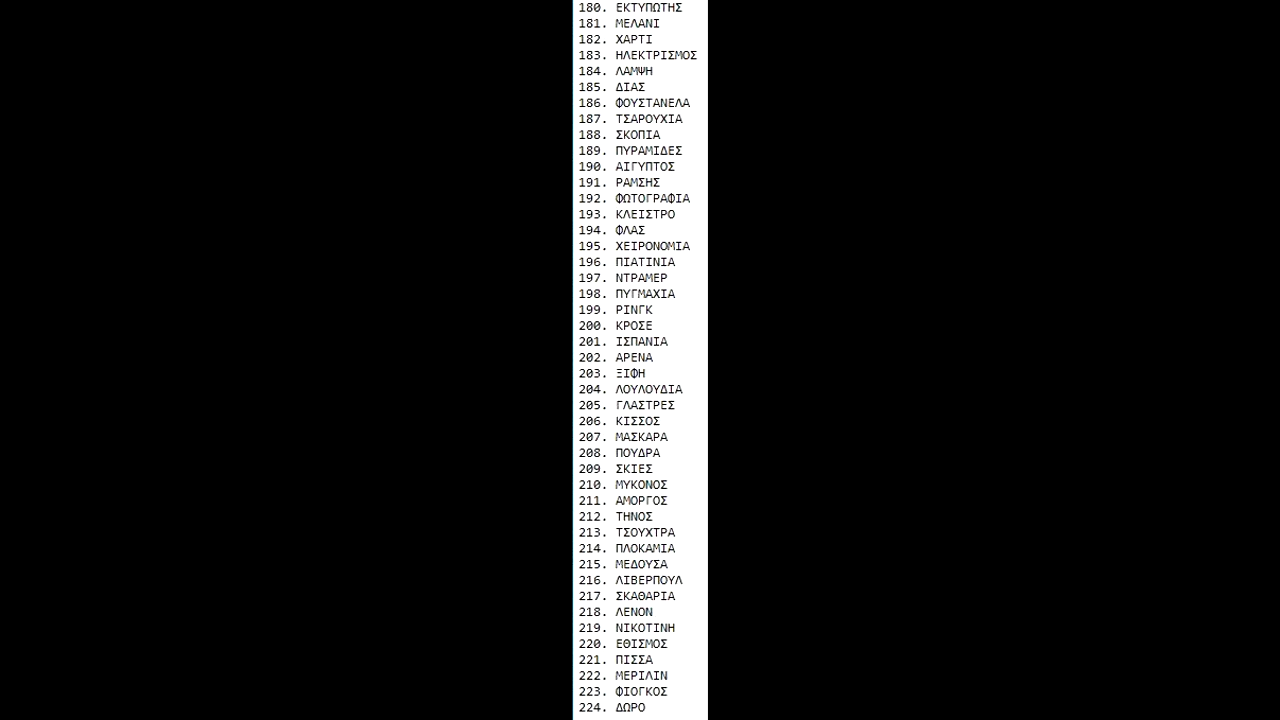 180. ΕΚΤΥΠΩΤΗΣ
181. ΜΕΛΑΝΙ
182. ΧΑΡΤΙ
183. ΗΛΕΚΤΡΙΣΜΟΣ
184. ΛΑΜΨΗ
185. ΔΙΑΣ
186. ΦΟΥΣΤΑΝΕΛΑ
187. ΤΣΑΡΟΥΧΙΑ
188. ΣΚΟΠΙΑ
189. ΠΥΡΑΜΙΔΕΣ
190. ΑΙΓΥΠΤΟΣ
191. ΡΑΜΣΗΣ
192. ΦΩΤΟΓΡΑΦΙΑ
193. ΚΛΕΙΣΤΡΟ
194. ΦΛΑΣ
195. ΧΕΙΡΟΝΟΜΙΑ
196. ΠΙΑΤΙΝΙΑ
197. ΝΤΡΑΜΕΡ
198. ΠΥΓΜΑΧΙΑ
199. ΡΙΝΓΚ
200. ΚΡΟΣΕ
201. ΙΣΠΑΝΙΑ
202. ΑΡΕΝΑ
203. ΞΙΦΗ
204. ΛΟΥΛΟΥΔΙΑ
205. ΓΛΑΣΤΡΕΣ
206. ΚΙΣΣΟΣ
207. ΜΑΣΚΑΡΑ
208. ΠΟΥΔΡΑ
209. ΣΚΙΕΣ
210. ΜΥΚΟΝΟΣ
211. ΑΜΟΡΓΟΣ
212. ΤΗΝΟΣ
213. ΤΣΟΥΧΤΡΑ
214. ΠΛΟΚΑΜΙΑ
215. ΜΕΔΟΥΣΑ
216. ΛΙΒΕΡΠΟΥΛ
217. ΣΚΑΘΑΡΙΑ
218. ΛΕΝΟΝ
219. ΝΙΚΟΤΙΝΗ
220. ΕΘΙΣΜΟΣ
221. ΠΙΣΣΑ
222. ΜΕΡΙΛΙΝ
223. ΦΙΟΓΚΟΣ
224. ΔΩΡΟ